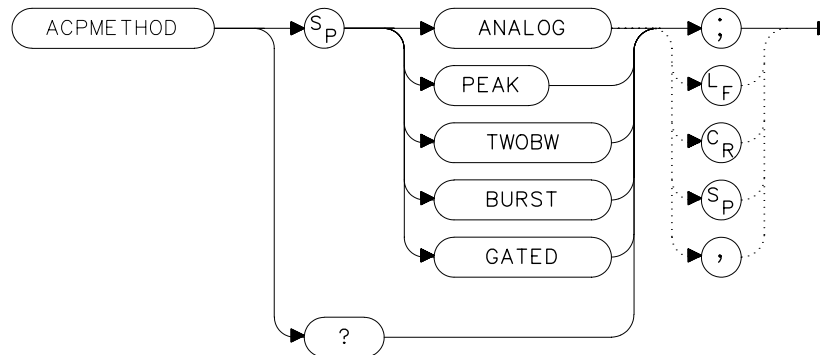 ACPMETHOD SP ANALOG ;
PEAK LF
TWOBW CR
BURST SP
GATED ,
?